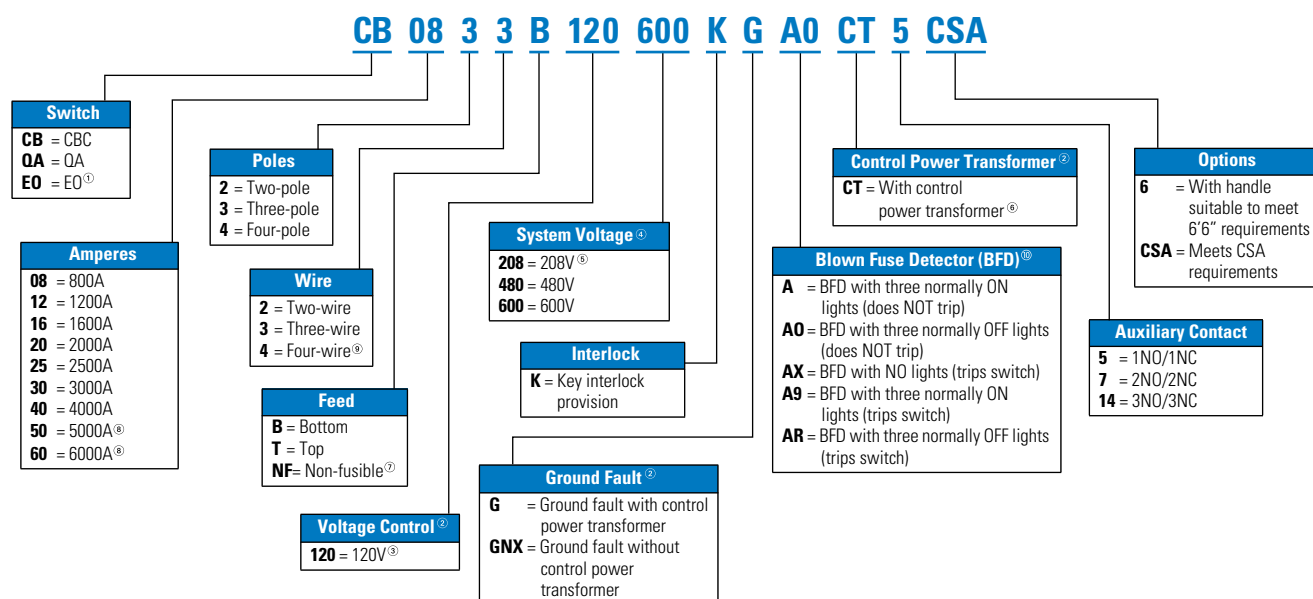 CB 08 3 3 B 120 600 K G A0 CT 5 CSA
Switch
CB = CBC
QA = QA
EO = EO①
Amperes
08 = 800A
12 = 1200A
16 = 1600A
20 = 2000A
25 = 2500A
30 = 3000A
40 = 4000A
50 = 5000A⑧
60 = 6000A⑧
Poles
2 = Two-pole
3 = Three-pole
4 = Four-pole
Wire
2 = Two-wire
3 = Three-wire
4 = Four-wire⑨
Feed
B = Bottom
T = Top
NF= Non-fusible⑦
Voltage Control②
120 = 120V③
System Voltage④
208 = 208V⑤
480 = 480V
600 = 600V
Interlock
K = Key interlock
provision
Ground Fault②
G = Ground fault with control
power transformer
GNX = Ground fault without
control power
transformer
Control Power Transformer②
CT = With control
power transformer⑥
Blown Fuse Detector (BFD)⑩
A = BFD with three normally ON
lights (does NOT trip)
AO = BFD with three normally OFF lights
(does NOT trip)
AX = BFD with NO lights (trips switch)
A9 = BFD with three normally ON
lights (trips switch)
AR = BFD with three normally OFF lights
(trips switch)
Auxiliary Contact
5 = 1NO/1NC
7 = 2NO/2NC
14 = 3NO/3NC
Options
6 = With handle
suitable to meet
6'6" requirements
CSA = Meets CSA
requirements